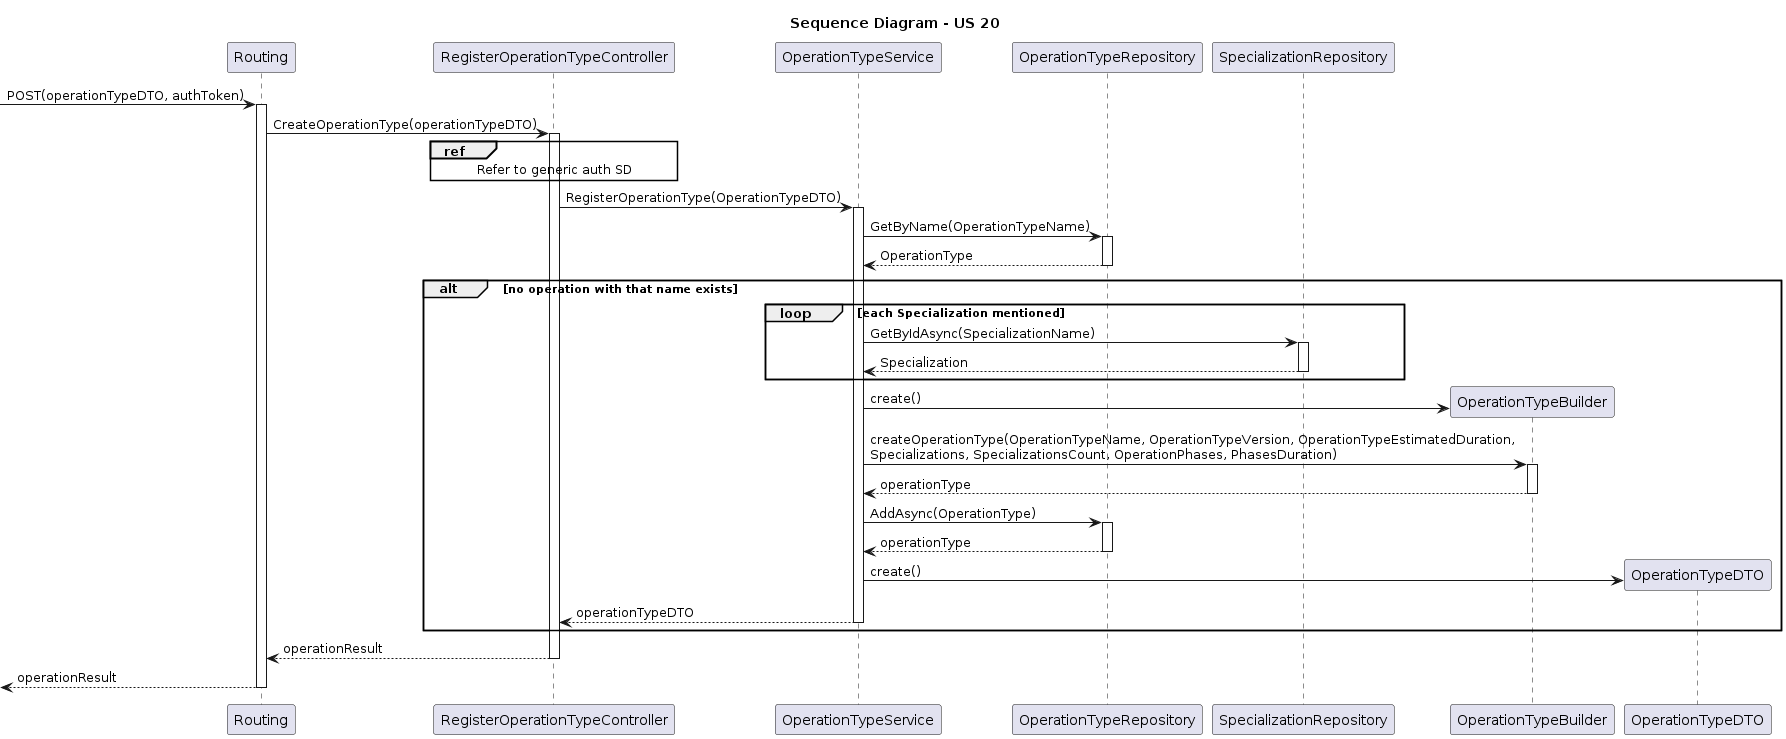 Sequence Diagram - US 20
Routing
RegisterOperationTypeController
OperationTypeService
OperationTypeRepository
SpecializationRepository
POST(operationTypeDTO, authToken)
CreateOperationType(operationTypeDTO)
ref
Refer to generic auth SD
RegisterOperationType(OperationTypeDTO)
GetByName(OperationTypeName)
OperationType
alt
[no operation with that name exists]
loop
[each Specialization mentioned]
GetByIdAsync(SpecializationName)
Specialization
create()
OperationTypeBuilder
createOperationType(OperationTypeName, OperationTypeVersion, OperationTypeEstimatedDuration,
Specializations, SpecializationsCount, OperationPhases, PhasesDuration)
operationType
AddAsync(OperationType)
operationType
create()
OperationTypeDTO
operationTypeDTO
operationResult
operationResult
Routing
RegisterOperationTypeController
OperationTypeService
OperationTypeRepository
SpecializationRepository
OperationTypeBuilder
OperationTypeDTO